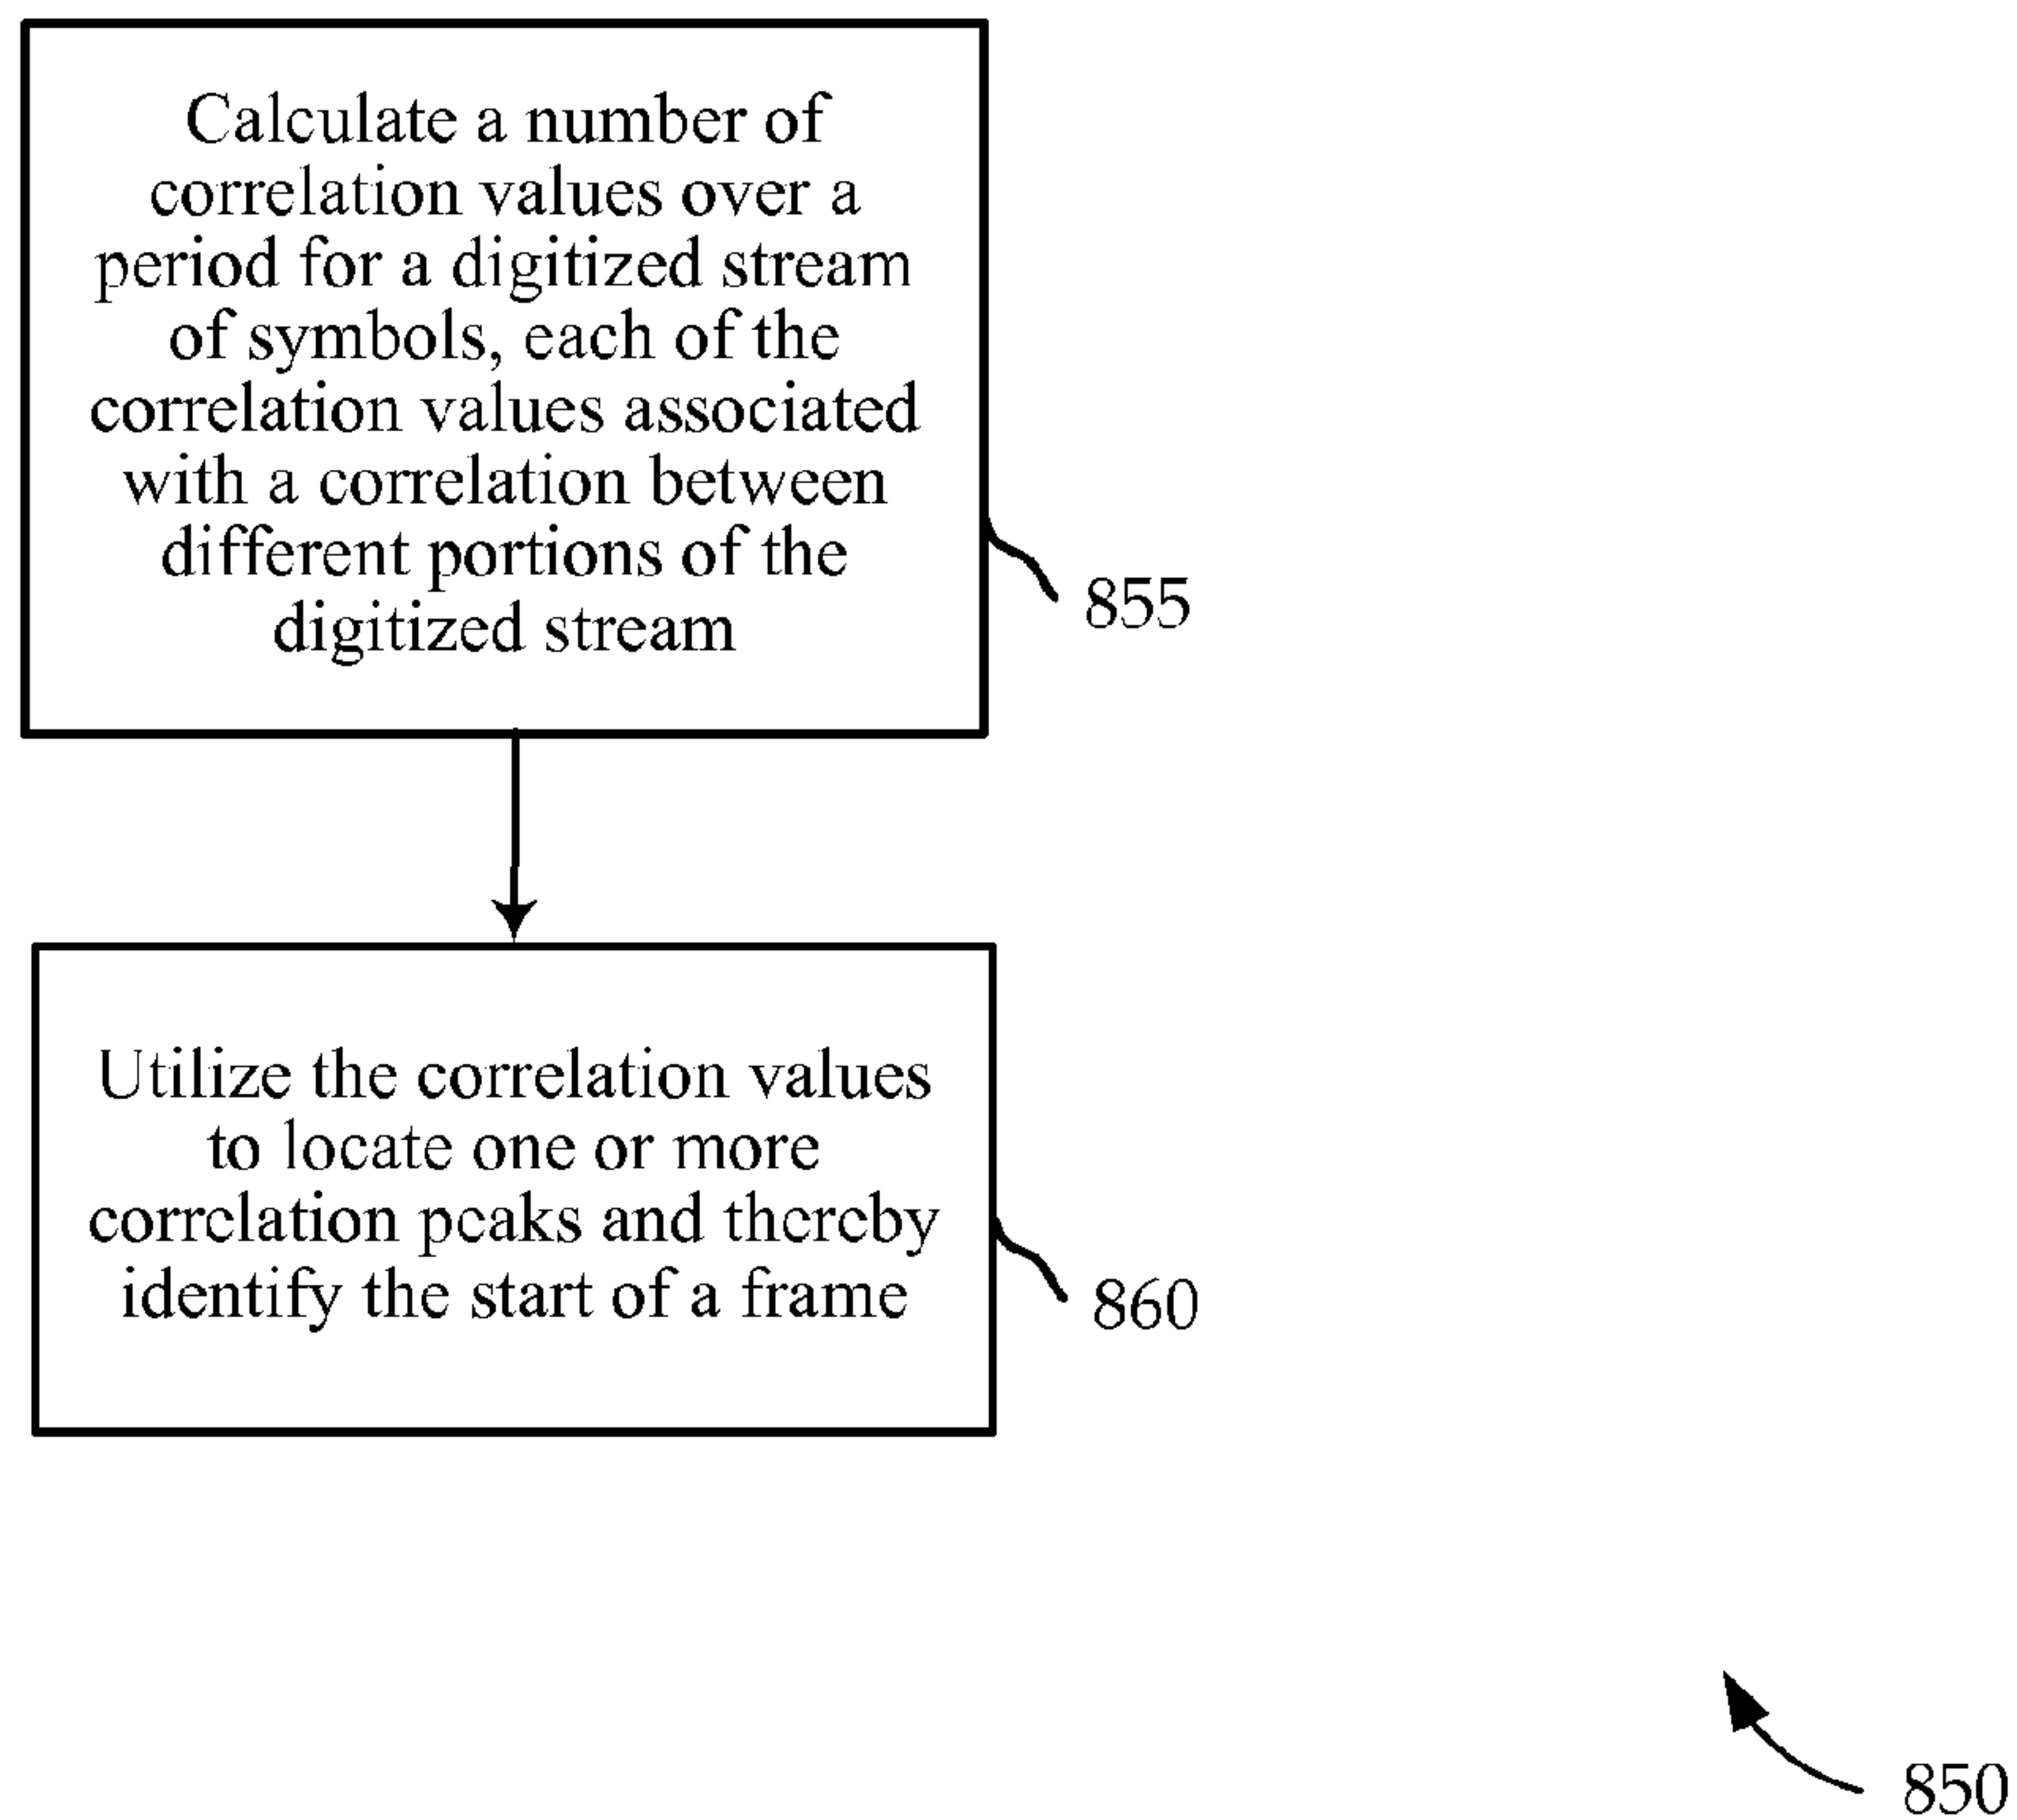 Calculate a number of
correlation values over a
period for a digitized stream
of symbols, each of the
correlation values associated
with a correlation between
different portions of the
digitized stream
855
Utilize the correlation values
to locate one or more
correlation peaks and thereby
identify the start of a frame
860
850